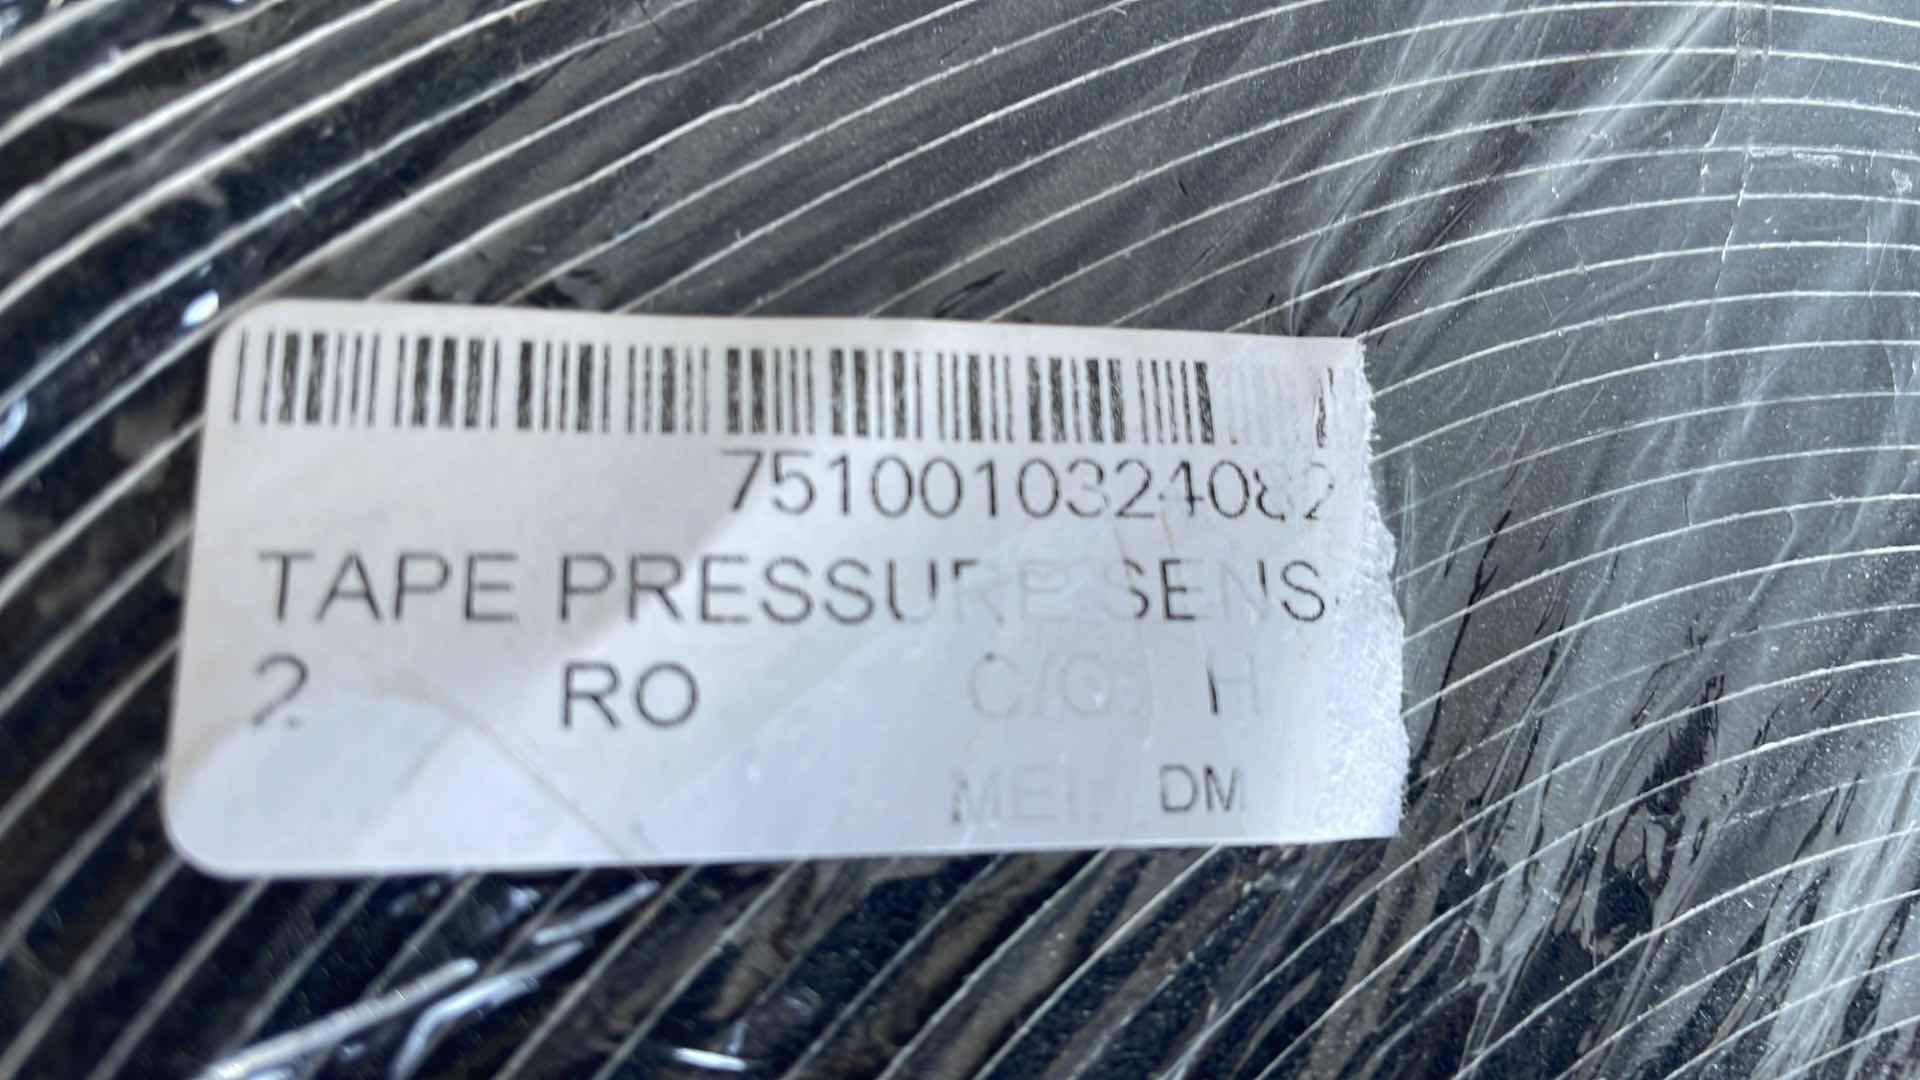 7510010324082
TAPE PRESSURE SENS
2 RO C/C H
DM